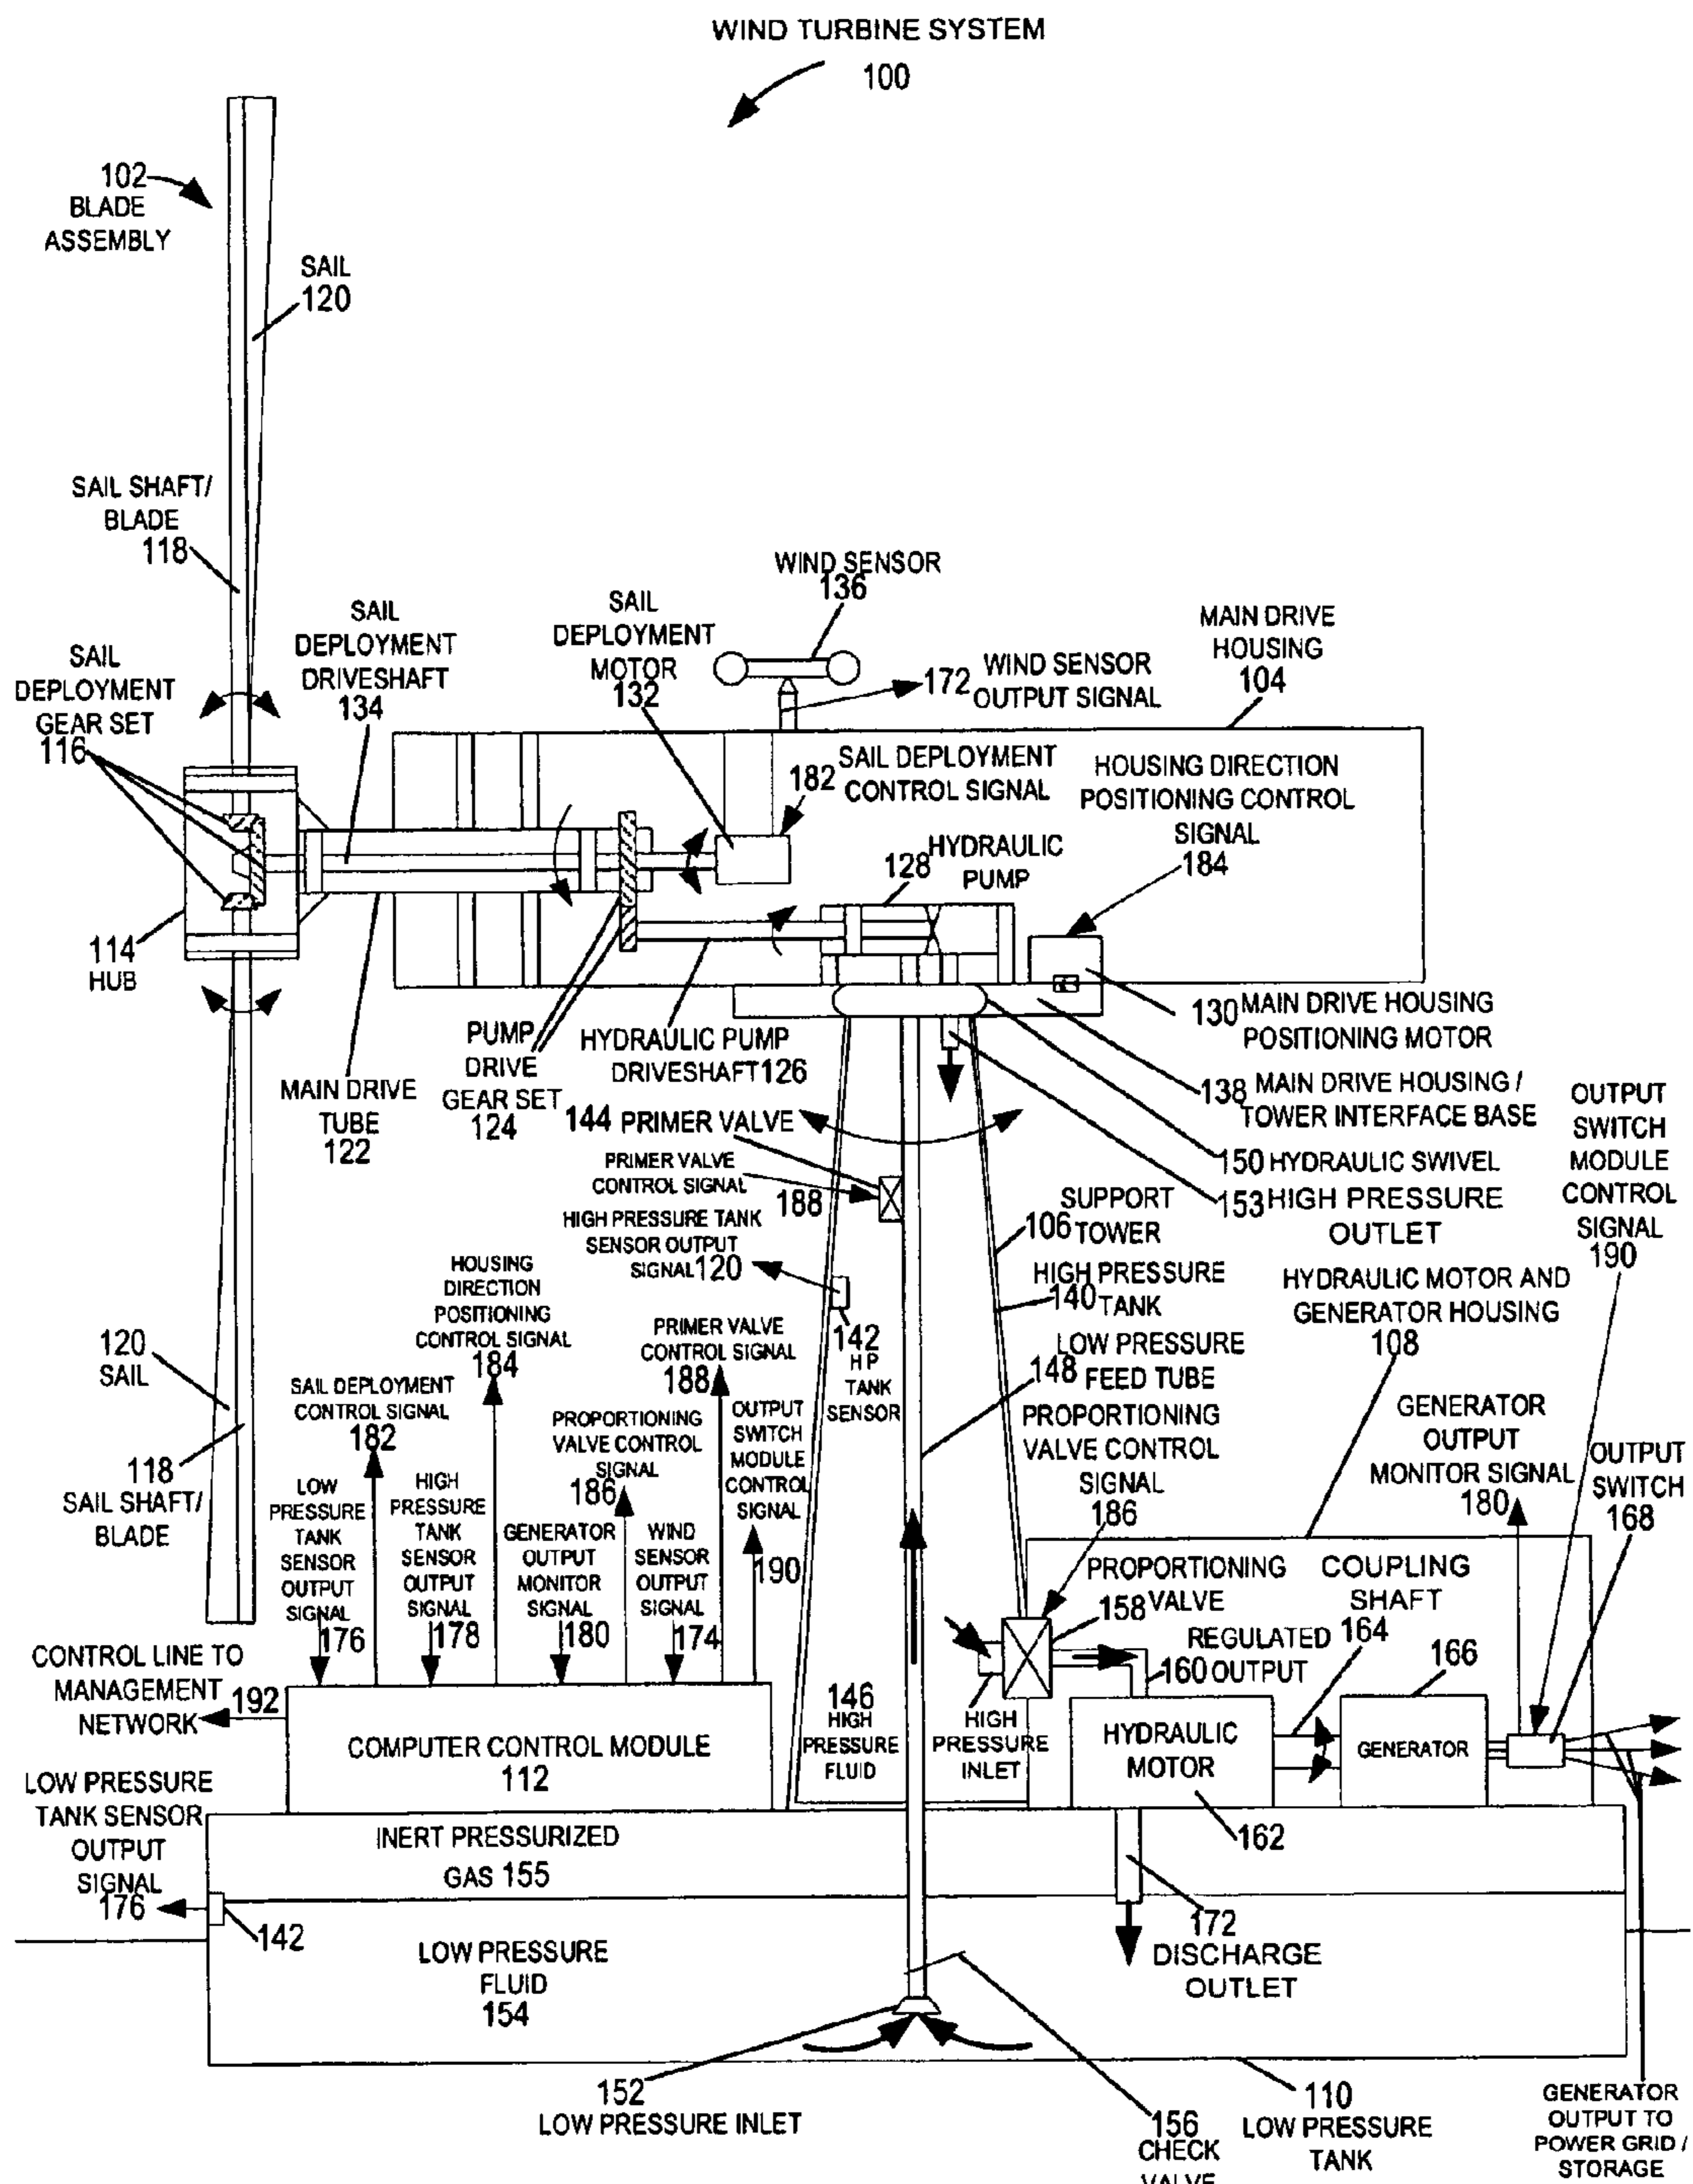 WIND TURBINE SYSTEM
100
102
BLADE
ASSEMBLY
SAIL
120
SAIL SHAFT/
BLADE
118
WIND SENSOR
136
SAIL
DEPLOYMENT
MOTOR
132
SAIL
DEPLOYMENT
DRIVESHAFT
134
SAIL
DEPLOYMENT
GEAR SET
116
172 WIND SENSOR
OUTPUT SIGNAL
MAIN DRIVE
HOUSING
104
182 SAIL DEPLOYMENT
CONTROL SIGNAL
HOUSING DIRECTION
POSITIONING CONTROL
SIGNAL
184
128 HYDRAULIC
PUMP
114
HUB
130 MAIN DRIVE HOUSING
POSITIONING MOTOR
PUMP
DRIVE
GEAR SET
124
HYDRAULIC PUMP
DRIVESHAFT 126
MAIN DRIVE
TUBE
122
138 MAIN DRIVE HOUSING /
TOWER INTERFACE BASE
OUTPUT
SWITCH
MODULE
CONTROL
SIGNAL
190
144 PRIMER VALVE
PRIMER VALVE
CONTROL SIGNAL
188
150 HYDRAULIC SWIVEL
153 HIGH PRESSURE
OUTLET
HIGH PRESSURE TANK
SENSOR OUTPUT
SIGNAL 120
SUPPORT
106 TOWER
HIGH PRESSURE
140 TANK
HYDRAULIC MOTOR AND
GENERATOR HOUSING
108
142
HP
TANK
SENSOR
LOW PRESSURE
148 FEED TUBE
HOUSING
DIRECTION
POSITIONING
CONTROL SIGNAL
184
PRIMER VALVE
CONTROL SIGNAL
188
120
SAIL
SAIL DEPLOYMENT
CONTROL SIGNAL
182
PROPORTIONING
VALVE CONTROL
SIGNAL
186
OUTPUT
SWITCH
MODULE
CONTROL
SIGNAL
190
PROPORTIONING
VALVE CONTROL
SIGNAL
186
GENERATOR
OUTPUT
MONITOR SIGNAL
180
OUTPUT
SWITCH
168
118
SAIL SHAFT/
BLADE
LOW
PRESSURE
TANK
SENSOR
OUTPUT
SIGNAL
176
HIGH
PRESSURE
TANK
SENSOR
OUTPUT
SIGNAL
178
GENERATOR
OUTPUT
MONITOR
SIGNAL
180
WIND
SENSOR
OUTPUT
SIGNAL
174
PROPORTIONING
158 VALVE
COUPLING
SHAFT
164
REGULATED
160 OUTPUT
166
CONTROL LINE TO
MANAGEMENT
NETWORK
192
COMPUTER CONTROL MODULE
112
146
HIGH
PRESSURE
FLUID
HIGH
PRESSURE
INLET
HYDRAULIC
MOTOR
GENERATOR
162
LOW PRESSURE
TANK SENSOR
OUTPUT
SIGNAL
176
142
INERT PRESSURIZED
GAS 155
172
DISCHARGE
OUTLET
LOW PRESSURE
FLUID
154
152
LOW PRESSURE INLET
156
CHECK
VALVE
110
LOW PRESSURE
TANK
GENERATOR
OUTPUT TO
POWER GRID /
STORAGE